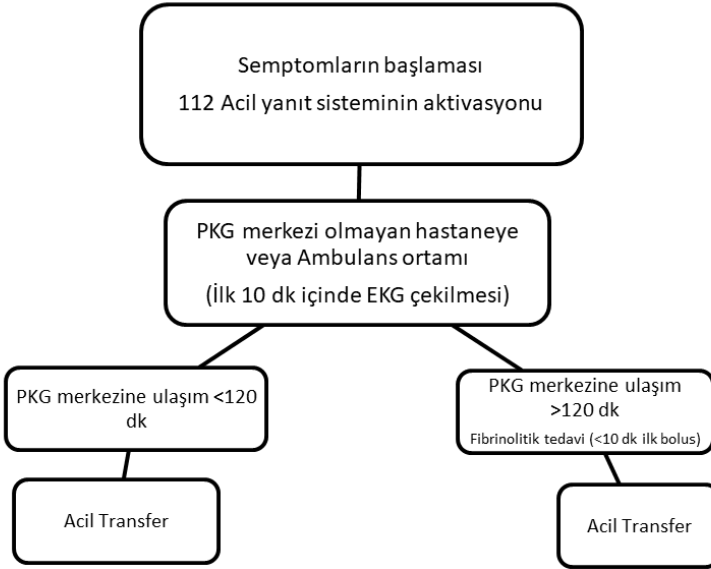 Semptomların başlaması
112 Acil yanıt sisteminin aktivasyonu
PKG merkezi olmayan hastaneye
veya Ambulans ortamı
(İlk 10 dk içinde EKG çekilmesi)
PKG merkezine ulaşım <120
dk
PKG merkezine ulaşım
>120 dk
Fibrinolitik tedavi (<10 dk ilk bolus)
Acil Transfer
Acil Transfer